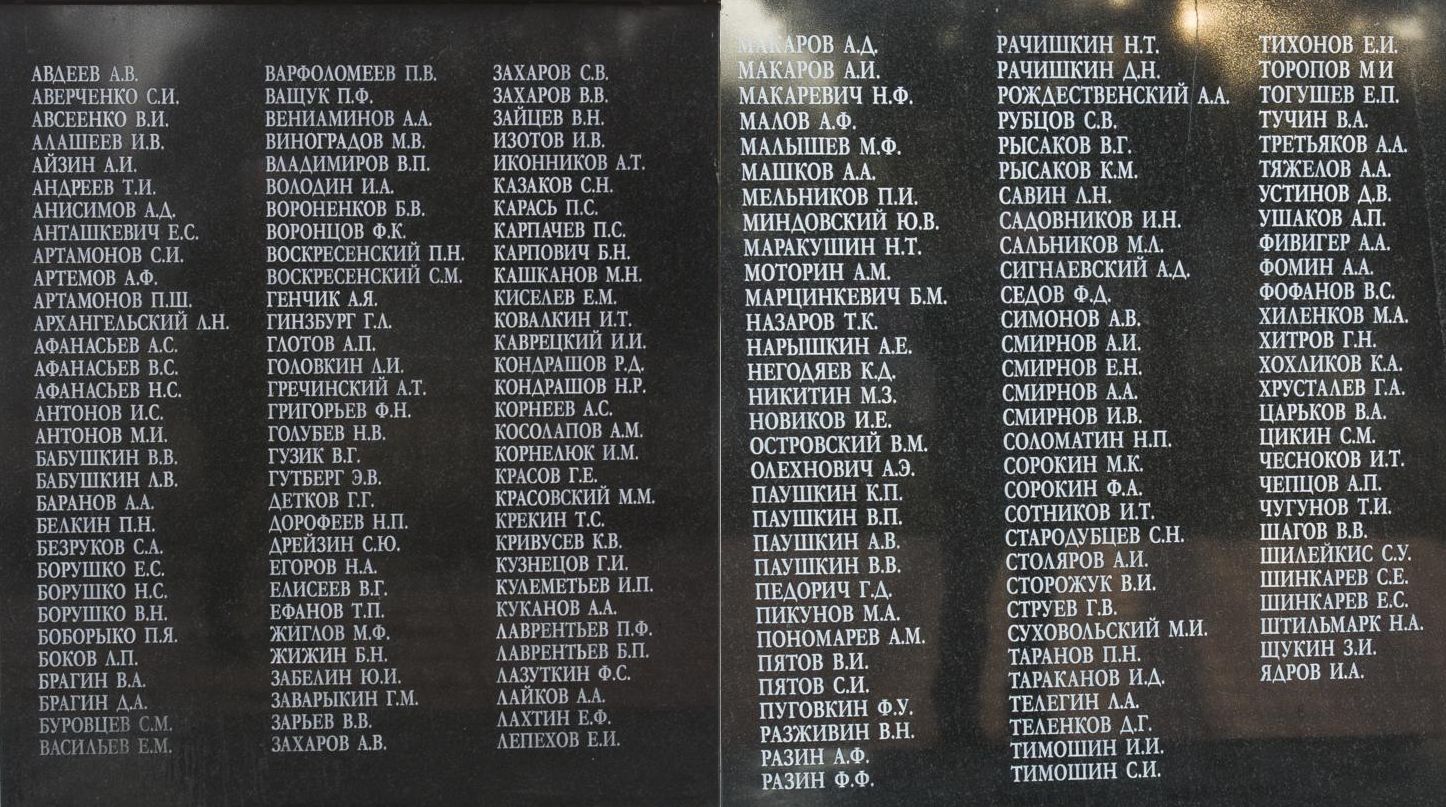 АВДЕЕВ А.В.
АВЕРЧЕНКО С.И.
АВСЕЕНКО В.И.
АЛАШЕЕВ И.В.
АЙЗИН А.И.
АНДРЕЕВ Т.И.
АНИСИМОВ А.Д.
АНТАШКЕВИЧ Е.С.
АРТАМОНОВ С.И.
АРТЕМОВ А.Ф.
АРТАМОНОВ П.Ш.
АРХАНГЕЛЬСКИЙ Л.Н.
АФАНАСЬЕВ А.С.
АФАНАСЬЕВ В.С.
АФАНАСЬЕВ Н.С.
АНТОНОВ И.С.
АНТОНОВ М.И.
БАБУШКИН В.В.
БАБУШКИН Л.В.
БАРАНОВ А.А.
БЕЛКИН П.Н.
БЕЗРУКОВ С.А.
БОРУШКО Е.С.
БОРУШКО Н.С.
БОРУШКО В.Н.
БОБОРЫКО П.Я.
БОКОВ Л.П.
БРАГИН В.А.
БРАГИН Д.А.
БУРОВЦЕВ С.М.
ВАСИЛЬЕВ Е.М.
ВАРФОЛОМЕЕВ П.В.
ВАЩУК П.Ф.
ВЕНИАМИНОВ А.А.
ВИНОГРАДОВ М.В.
ВЛАДИМИРОВ В.П.
ВОЛОДИН И.А.
ВОРОНЕНКОВ Б.В.
ВОРОНЦОВ Ф.К.
ВОСКРЕСЕНСКИЙ П.Н.
ВОСКРЕСЕНСКИЙ С.М.
ГЕНЧИК А.Я.
ГИНЗБУРГ Г.Л.
ГЛОТОВ А.П.
ГОЛОВКИН Л.И.
ГРЕЧИНСКИЙ А.Т.
ГРИГОРЬЕВ Ф.Н.
ГОЛУБЕВ Н.В.
ГУЗИК В.Г.
ГУТБЕРГ Э.В.
ДЕТКОВ Г.Г.
ДОРОФЕЕВ Н.П.
ДРЕЙЗИН С.Ю.
ЕГОРОВ Н.А.
ЕЛИСЕЕВ В.Г.
ЕФАНОВ Т.П.
ЖИГЛОВ М.Ф.
ЖИЖИН Б.Н.
ЗАБЕЛИН Ю.И.
ЗАВАРЫКИН Г.М.
ЗАРЬЕВ В.В.
ЗАХАРОВ А.В.
ЗАХАРОВ С.В.
ЗАХАРОВ В.В.
ЗАЙЦЕВ В.Н.
ИЗОТОВ И.В.
ИКОННИКОВ А.Т.
КАЗАКОВ С.Н.
КАРАСЬ П.С.
КАРПАЧЕВ П.С.
КАРПОВИЧ Б.Н.
КАШКАНОВ М.Н.
КИСЕЛЕВ Е.М.
КОВАЛКИН И.Т.
КАВРЕЦКИЙ И.И.
КОНДРАШОВ Р.Д.
КОНДРАШОВ Н.Р.
КОРНЕЕВ А.С.
КОСОЛАПОВ А.М.
КОРНЕЛЮК И.М.
КРАСОВ Г.Е.
КРАСОВСКИЙ М.М.
КРЕКИН Т.С.
КРИВУСЕВ К.В.
КУЗНЕЦОВ Г.И.
КУЛЕМЕТЬЕВ И.П.
КУКАНОВ А.А.
ЛАВРЕНТЬЕВ П.Ф.
ЛАВРЕНТЬЕВ Б.П.
ЛАЗУТКИН Ф.С.
ЛАЙКОВ А.А.
ЛАХТИН Е.Ф.
ЛЕПЕХОВ Е.И.
МАКАРОВ А.Д.
МАКАРОВ А.И.
МАКАРЕВИЧ Н.Ф.
МАЛОВ А.Ф.
МАЛЫШЕВ М.Ф.
МАШКОВ А.А.
МЕЛЬНИКОВ П.И.
МИНДОВСКИЙ Ю.В.
МАРАКУШИН Н.Т.
МОТОРИН А.М.
МАРЦИНКЕВИЧ Б.М.
НАЗАРОВ Т.К.
НАРЫШКИН А.Е.
НЕГОДЯЕВ К.Д.
НИКИТИН М.З.
НОВИКОВ И.Е.
ОСТРОВСКИЙ В.М.
ОЛЕХНОВИЧ А.Э.
ПАУШКИН К.П.
ПАУШКИН В.П.
ПАУШКИН А.В.
ПАУШКИН В.В.
ПЕДОРИЧ Г.Д.
ПИКУНОВ М.А.
ПОНОМАРЕВ А.М.
ПЯТОВ В.И.
ПЯТОВ С.И.
ПУГОВКИН Ф.У.
РАЗЖИВИН В.Н.
РАЗИН А.Ф.
РАЗИН Ф.Ф.
РАЧИШКИН Н.Т.
РАЧИШКИН Д.Н.
РОЖДЕСТВЕНСКИЙ А.А.
РУБЦОВ С.В.
РЫСАКОВ В.Г.
РЫСАКОВ К.М.
САВИН Л.Н.
САДОВНИКОВ И.Н.
САЛЬНИКОВ М.Л.
СИГНАЕВСКИЙ А.Д.
СЕДОВ Ф.Д.
СИМОНОВ А.В.
СМИРНОВ А.И.
СМИРНОВ Е.Н.
СМИРНОВ А.А.
СМИРНОВ И.В.
СОЛОМАТИН Н.П.
СОРОКИН М.К.
СОРОКИН Ф.А.
СОТНИКОВ И.Т.
СТАРОДУБЦЕВ С.Н.
СТОЛЯРОВ А.И.
СТОРОЖУК В.И.
СТРУЕВ Г.В.
СУХОВОЛЬСКИЙ М.И.
ТАРАНОВ П.Н.
ТАРАКАНОВ И.Д.
ТЕЛЕГИН Л.А.
ТЕЛЕНКОВ Д.Г.
ТИМОШИН И.И.
ТИМОШИН С.И.
ТИХОНОВ Е.И.
ТОРОПОВ М И
ТОГУШЕВ Е.П.
ТУЧИН В.А.
ТРЕТЬЯКОВ А.А.
ТЯЖЕЛОВ А.А.
УСТИНОВ Д.В.
УШАКОВ А.П.
ФИВИГЕР А.А.
ФОМИН А.А.
ФОФАНОВ В.С.
ХИЛЕНКОВ М.А.
ХИТРОВ Г.Н.
ХОХЛИКОВ К.А.
ХРУСТАЛЕВ Г.А.
ЦАРЬКОВ В.А.
ЦИКИН С.М.
ЧЕСНОКОВ И.Т.
ЧЕПЦОВ А.П.
ЧУГУНОВ Т.И.
ШАГОВ В.В.
ШИЛЕЙКИС С.У.
ШИНКАРЕВ С.Е.
ШИНКАРЕВ Е.С.
ШТИЛЬМАРК Н.А.
ЩУКИН З.И.
ЯДРОВ И.А.